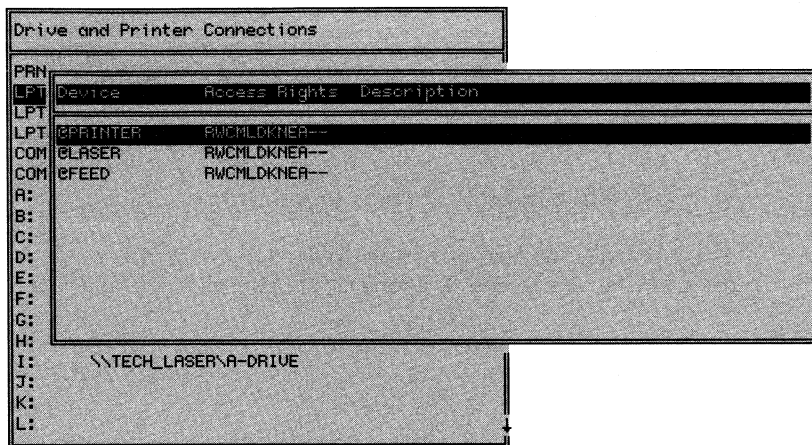 Drive and Printer Connections
PRN
LPT Device Access Rights Description
LPT
LPT @PRINTER RWCMLDKNEA--
COM @LASER RWCMLDKNEA--
COM @FEED RWCMLDKNEA--
A:
B:
C:
D:
E:
F:
G:
H:
I: \\TECH_LASER\A-DRIVE
J:
K:
L: